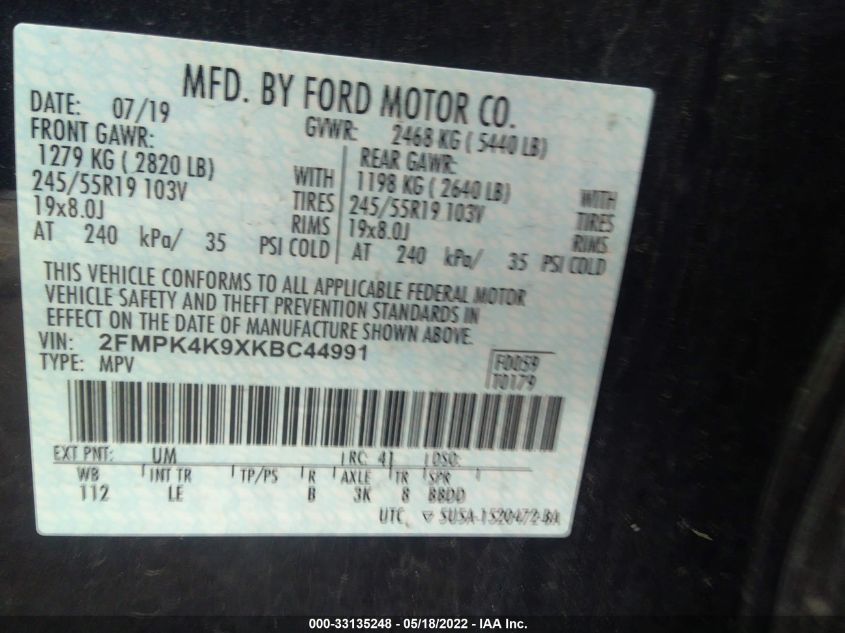 MFD. BY FORD MOTOR CO.
DATE: 07/19
GVWR: 2468 KG ( 5440 LB)
FRONT GAWR:
1279 KG ( 2820 LB) WITH
245/55R19 103V TIRES
19x8.0J RIMS
AT 240 kPa/ 35 PSI COLD
REAR GAWR:
1198 KG ( 2640 LB) WITH
245/55R19 103V TIRES
19x8.0J RIMS
AT 240 kPa/ 35 PSI COLD
THIS VEHICLE CONFORMS TO ALL APPLICABLE FEDERAL MOTOR
VEHICLE SAFETY AND THEFT PREVENTION STANDARDS IN
EFFECT ON THE DATE OF MANUFACTURE SHOWN ABOVE.
VIN: 2FMPK4K9XKBC44991
TYPE: MPV
F0059
T0179
EXT PNT: UM RC: 41 DSO:
WB INT TR TP/PS R AXLE TR SPR
112 LE B 3K 8 BBDD
UTC ▽ 5U5A-1520472-BA
000-33135248 - 05/18/2022 - IAA Inc.